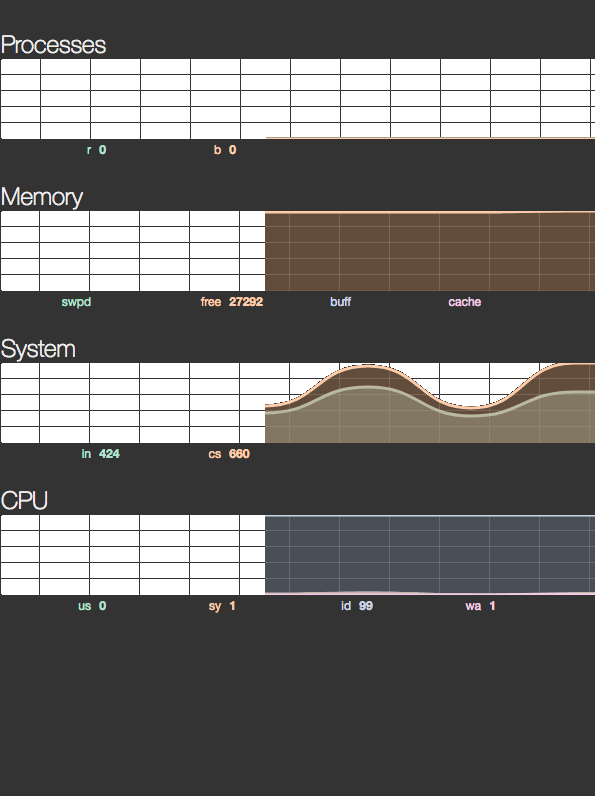 Processes
r 0 b 0
Memory
swpd free 27292 buff cache
System
in 424 cs 660
CPU
us 0 sy 1 id 99 wa 1